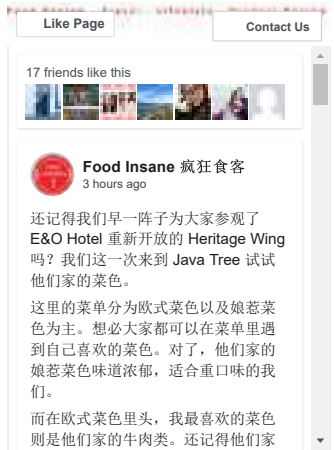 Like Page
Contact Us
17 friends like this
Food Insane 疯狂食客
3 hours ago
还记得我们早一阵子为大家参观了
E&O Hotel 重新开放的 Heritage Wing
吗？我们这一次来到 Java Tree 试试
他们家的菜色。
这里的菜单分为欧式菜色以及娘惹菜
色为主。想必大家都可以在菜单里遇
到自己喜欢的菜色。对了，他们家的
娘惹菜色味道浓郁，适合重口味的我
们。
而在欧式菜色里头，我最喜欢的菜色
则是他们家的牛肉类。还记得他们家